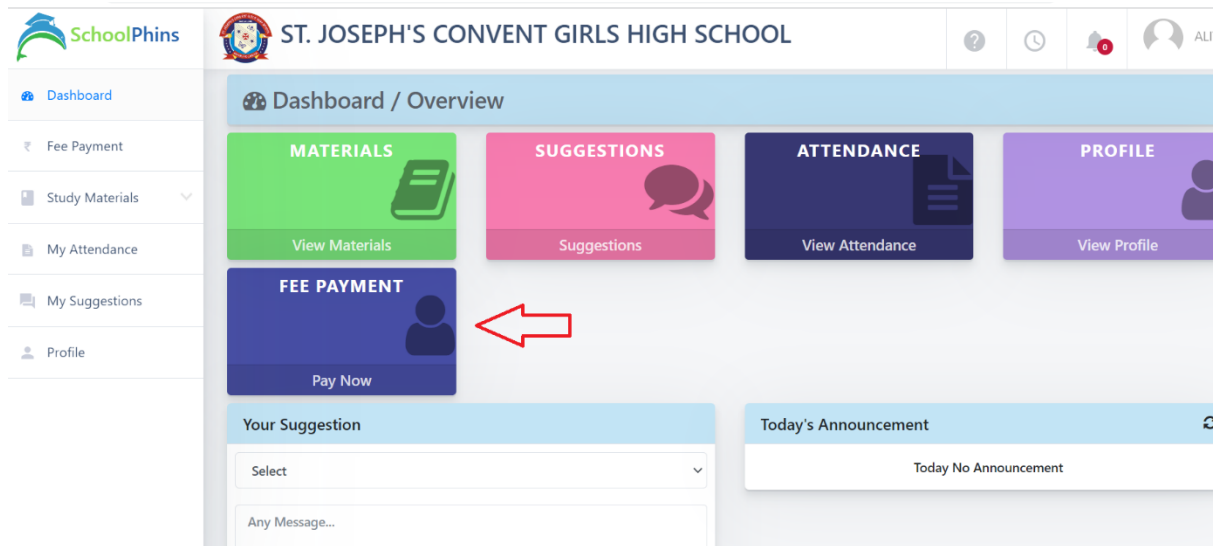 SchoolPhins
ST. JOSEPH'S CONVENT GIRLS HIGH SCHOOL
0
Dashboard
Fee Payment
Study Materials
My Attendance
My Suggestions
Profile
Dashboard / Overview
MATERIALS
View Materials
SUGGESTIONS
Suggestions
ATTENDANCE
View Attendance
PROFILE
View Profile
FEE PAYMENT
Pay Now
Your Suggestion
Select
Any Message...
Today's Announcement
Today No Announcement